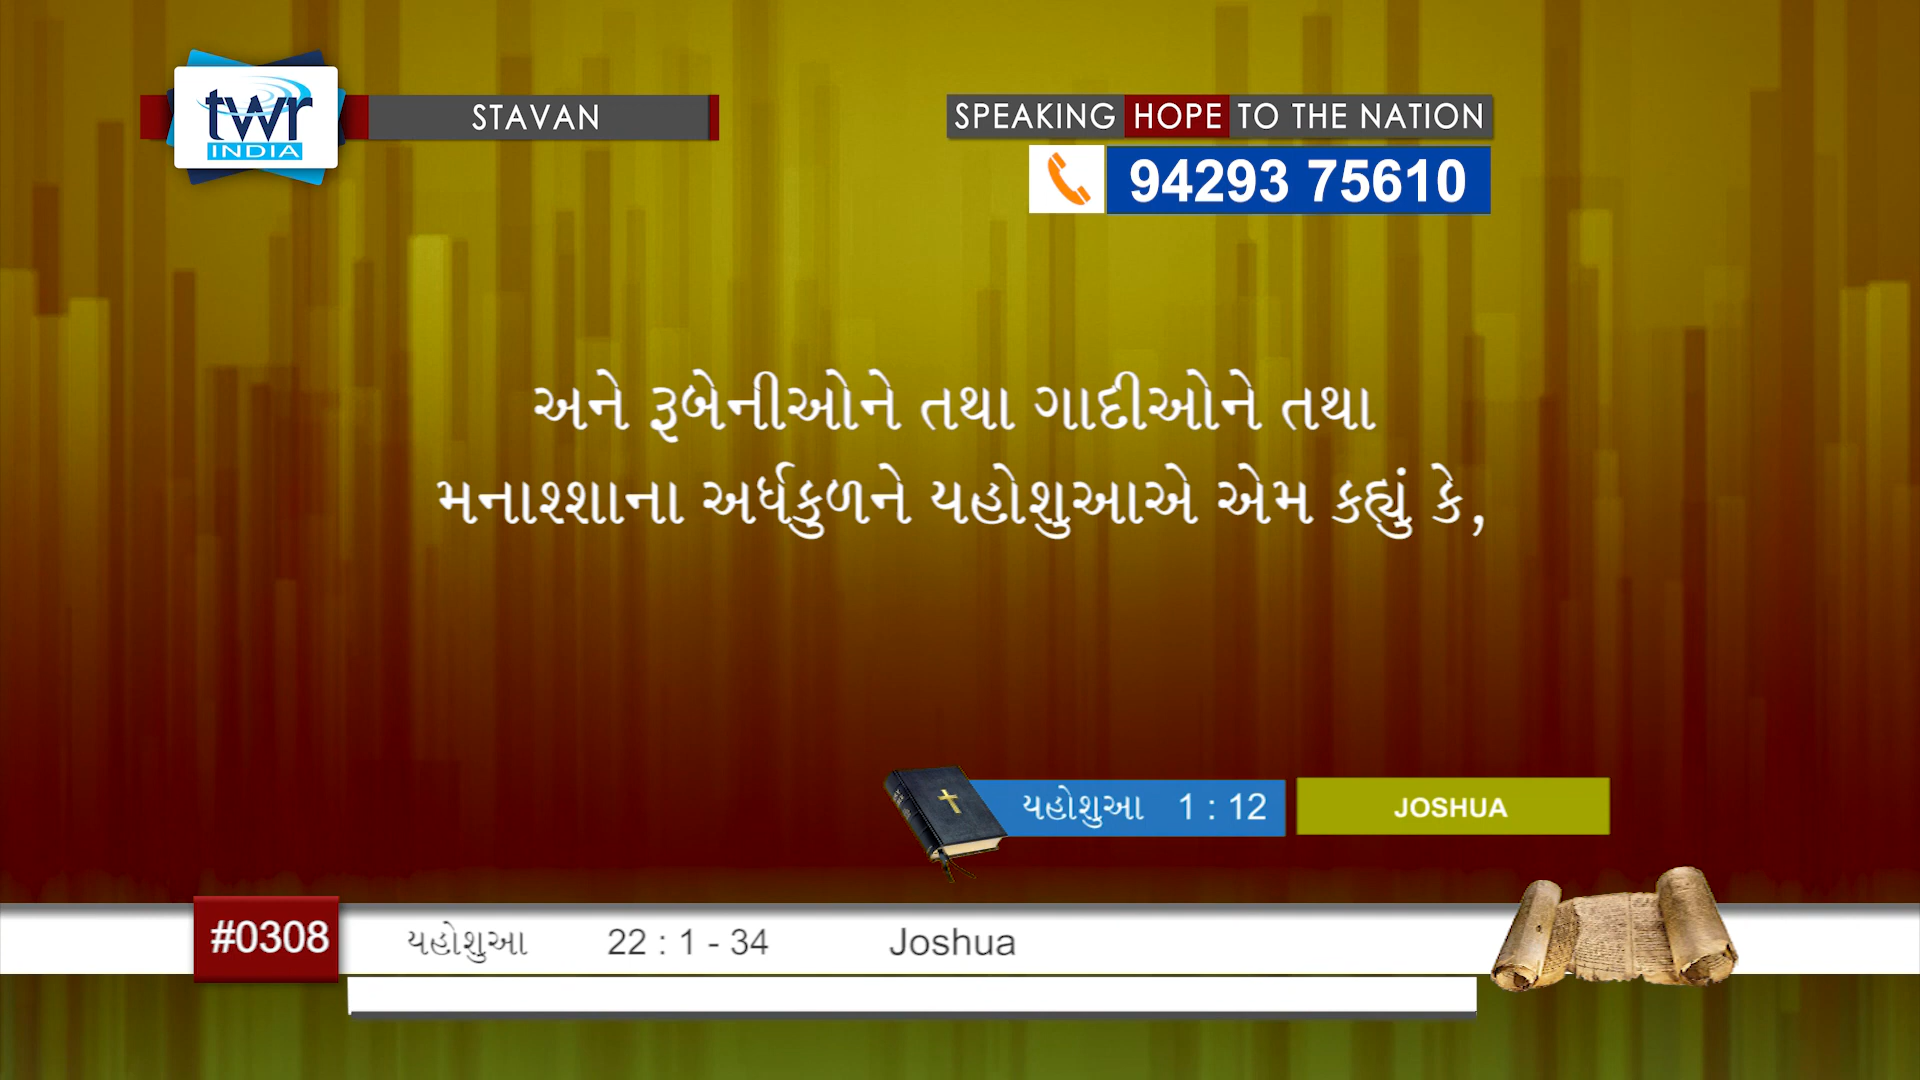 twr
INDIA
STAVAN
SPEAKING HOPE TO THE NATION
94293 75610
અને રૂબેનીઓને તથા ગાદીઓને તથા
મનાશ્શાના અર્ધકુળને યહોશુઆએ એમ કહ્યું કે,
યહોશુઆ 1 : 12
JOSHUA
#0308
યહોશુઆ 22 : 1 - 34 Joshua